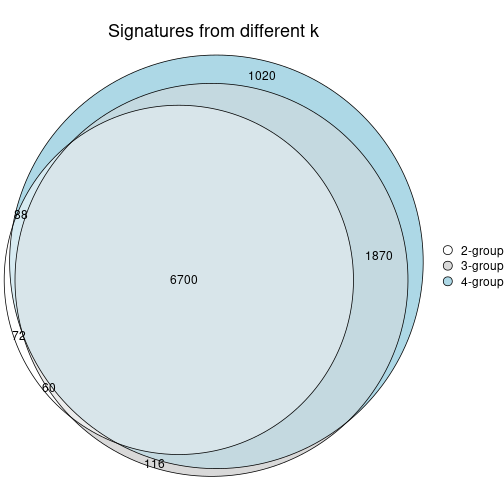 Signatures from different k
1020
88
1870
6700
72
60
116
2-group
3-group
4-group